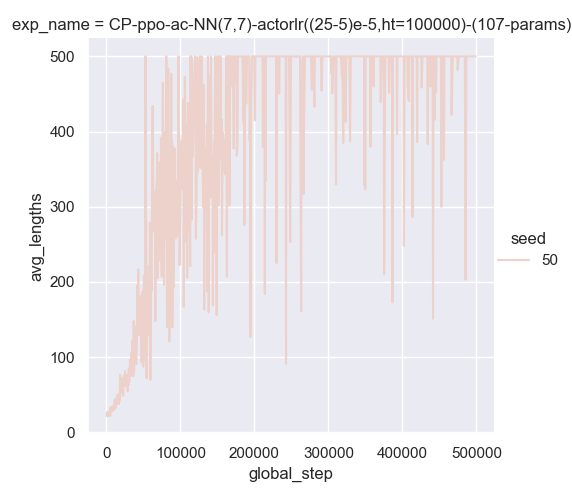 exp_name = CP-ppo-ac-NN(7,7)-actorlr((25-5)e-5,ht=100000)-(107-params)
500
400
300
200
100
0
avg_lengths
0 100000 200000 300000 400000 500000
global_step
seed
50